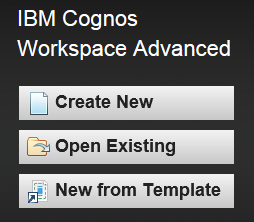 IBM Cognos
Workspace Advanced
Create New
Open Existing
New from Template